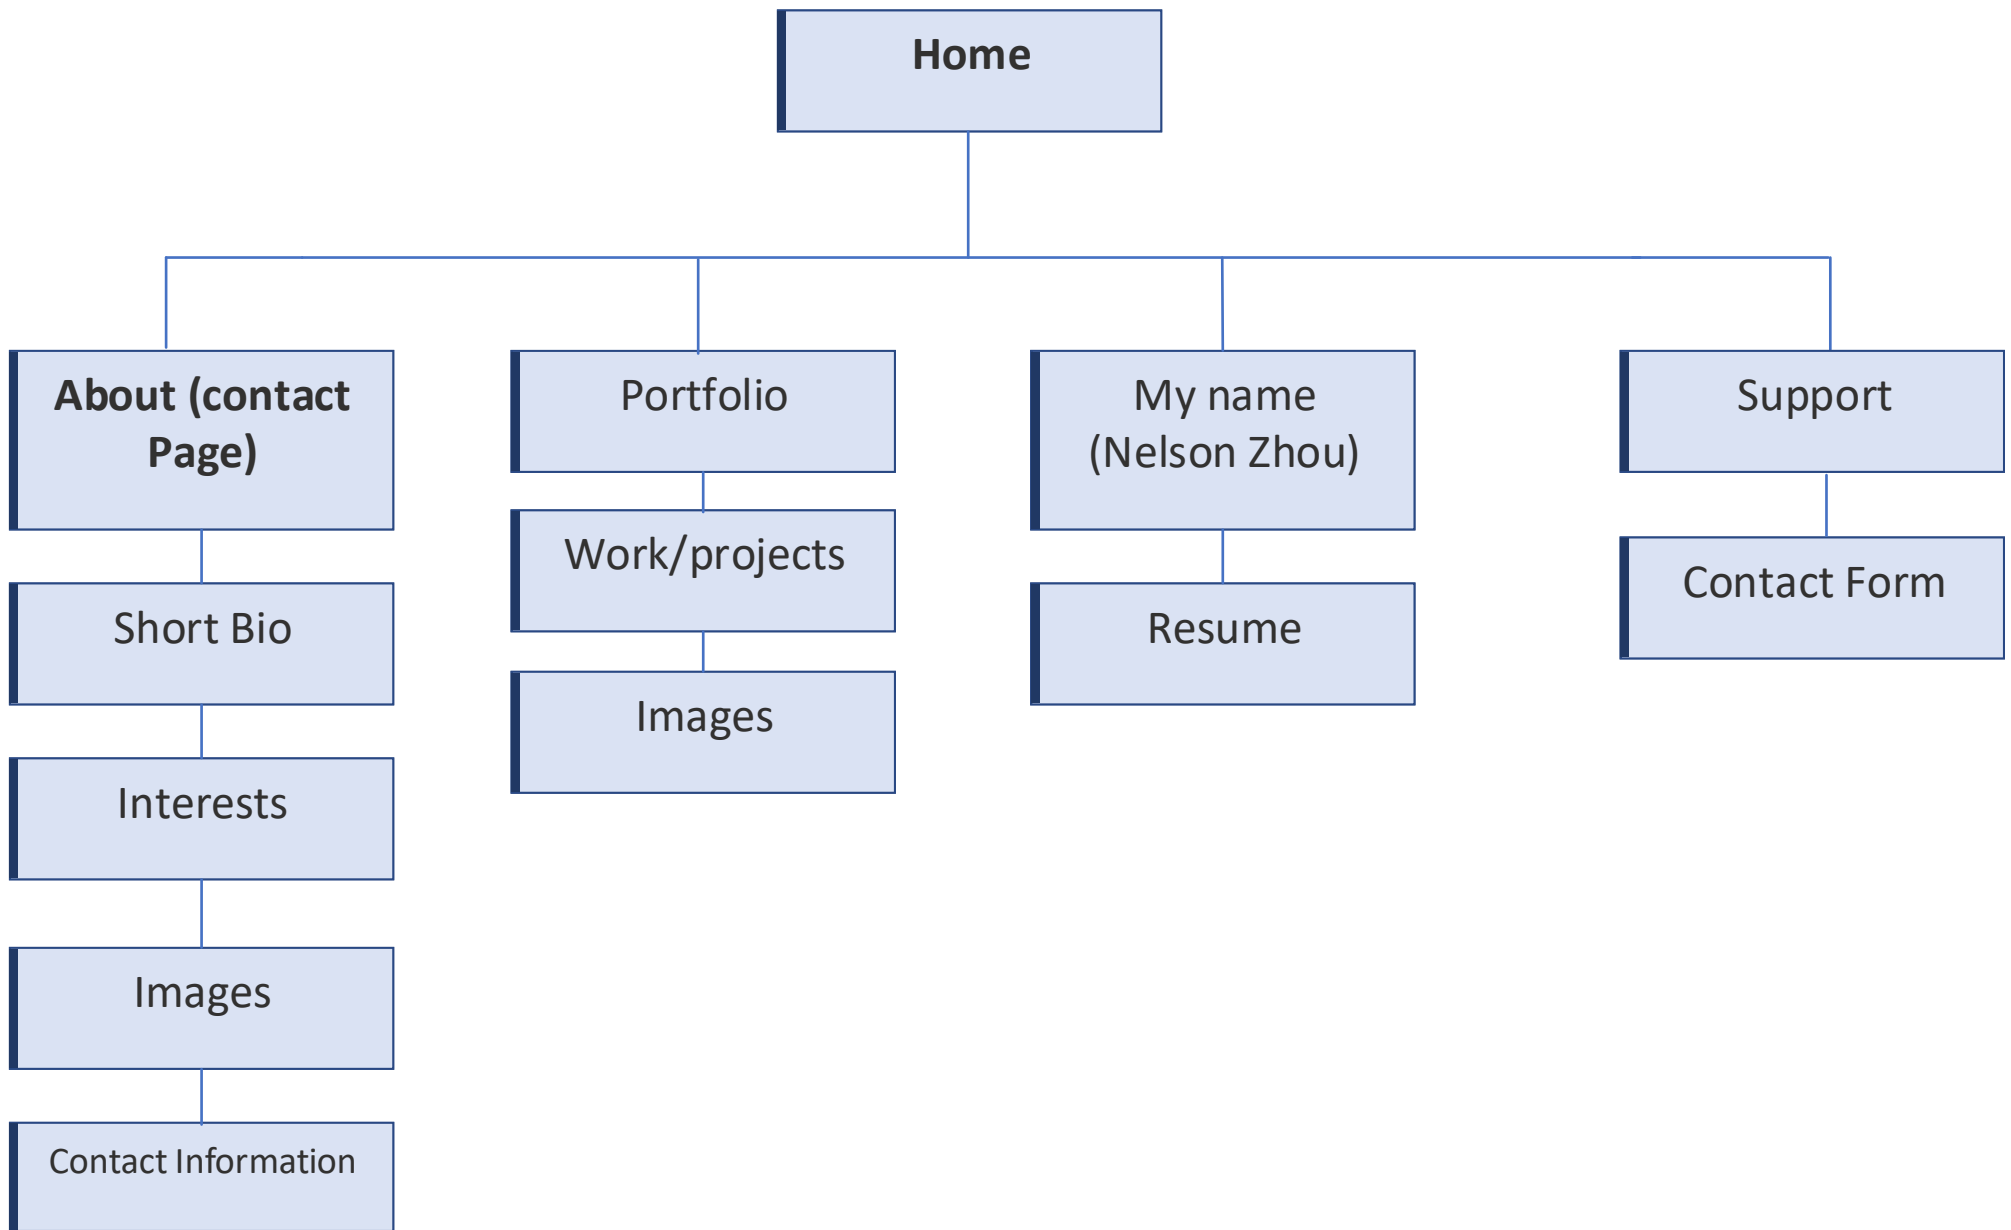 Home
About (contact
Page)
Short Bio
Interests
Images
Contact Information
Portfolio
Work/projects
Images
My name
(Nelson Zhou)
Resume
Support
Contact Form